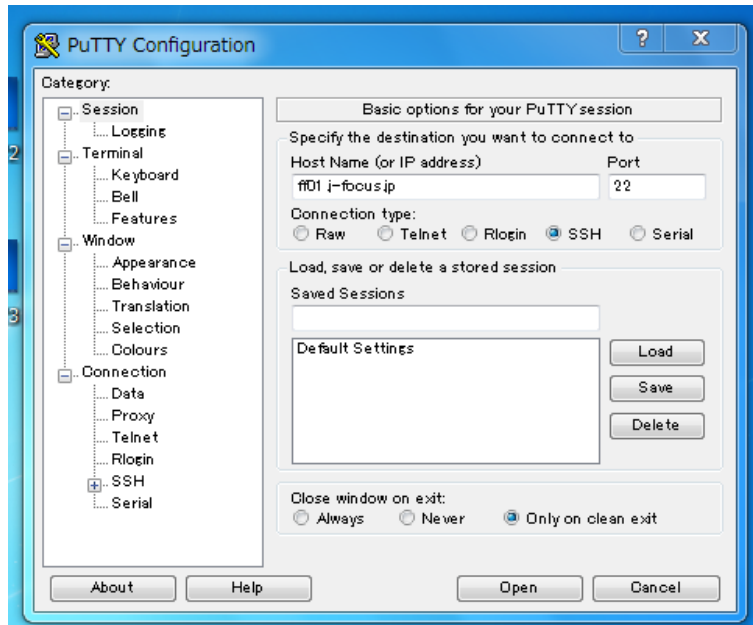 PuTTY Configuration
?
X
Category:
Session
Logging
Terminal
Keyboard
Bell
Features
Window
Appearance
Behaviour
Translation
Selection
Colours
Connection
Data
Proxy
Telnet
Rlogin
SSH
Serial
Basic options for your PuTTY session
Specify the destination you want to connect to
Host Name (or IP address) Port
ff01.j-focus.jp 22
Connection type:
Raw Telnet Rlogin SSH Serial
Load, save or delete a stored session
Saved Sessions
Default Settings
Load
Save
Delete
Close window on exit:
Always Never Only on clean exit
About Help Open Cancel
2
3